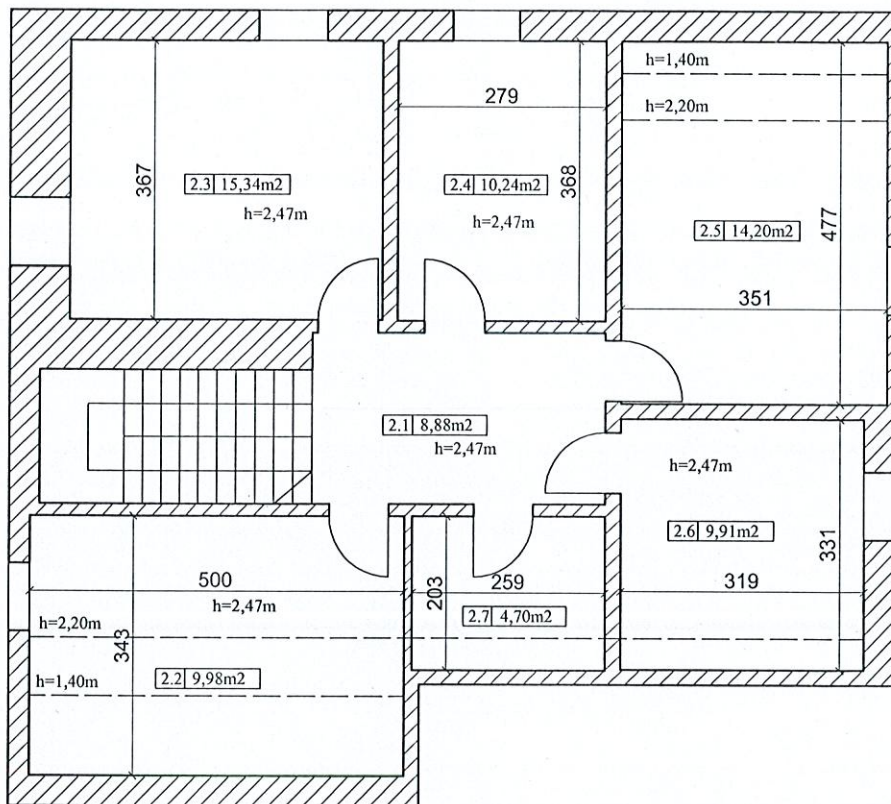 h=1,40m
279
h=2,20m
367
2.3 15,34m2
2.4 10,24m2
368
h=2,47m
h=2,47m
2.5 14,20m2
477
351
2.1 8,88m2
h=2,47m
h=2,47m
2.6 9,91m2
331
500
259
319
h=2,47m
203
2.7 4,70m2
h=2,20m
343
h=1,40m
2.2 9,98m2